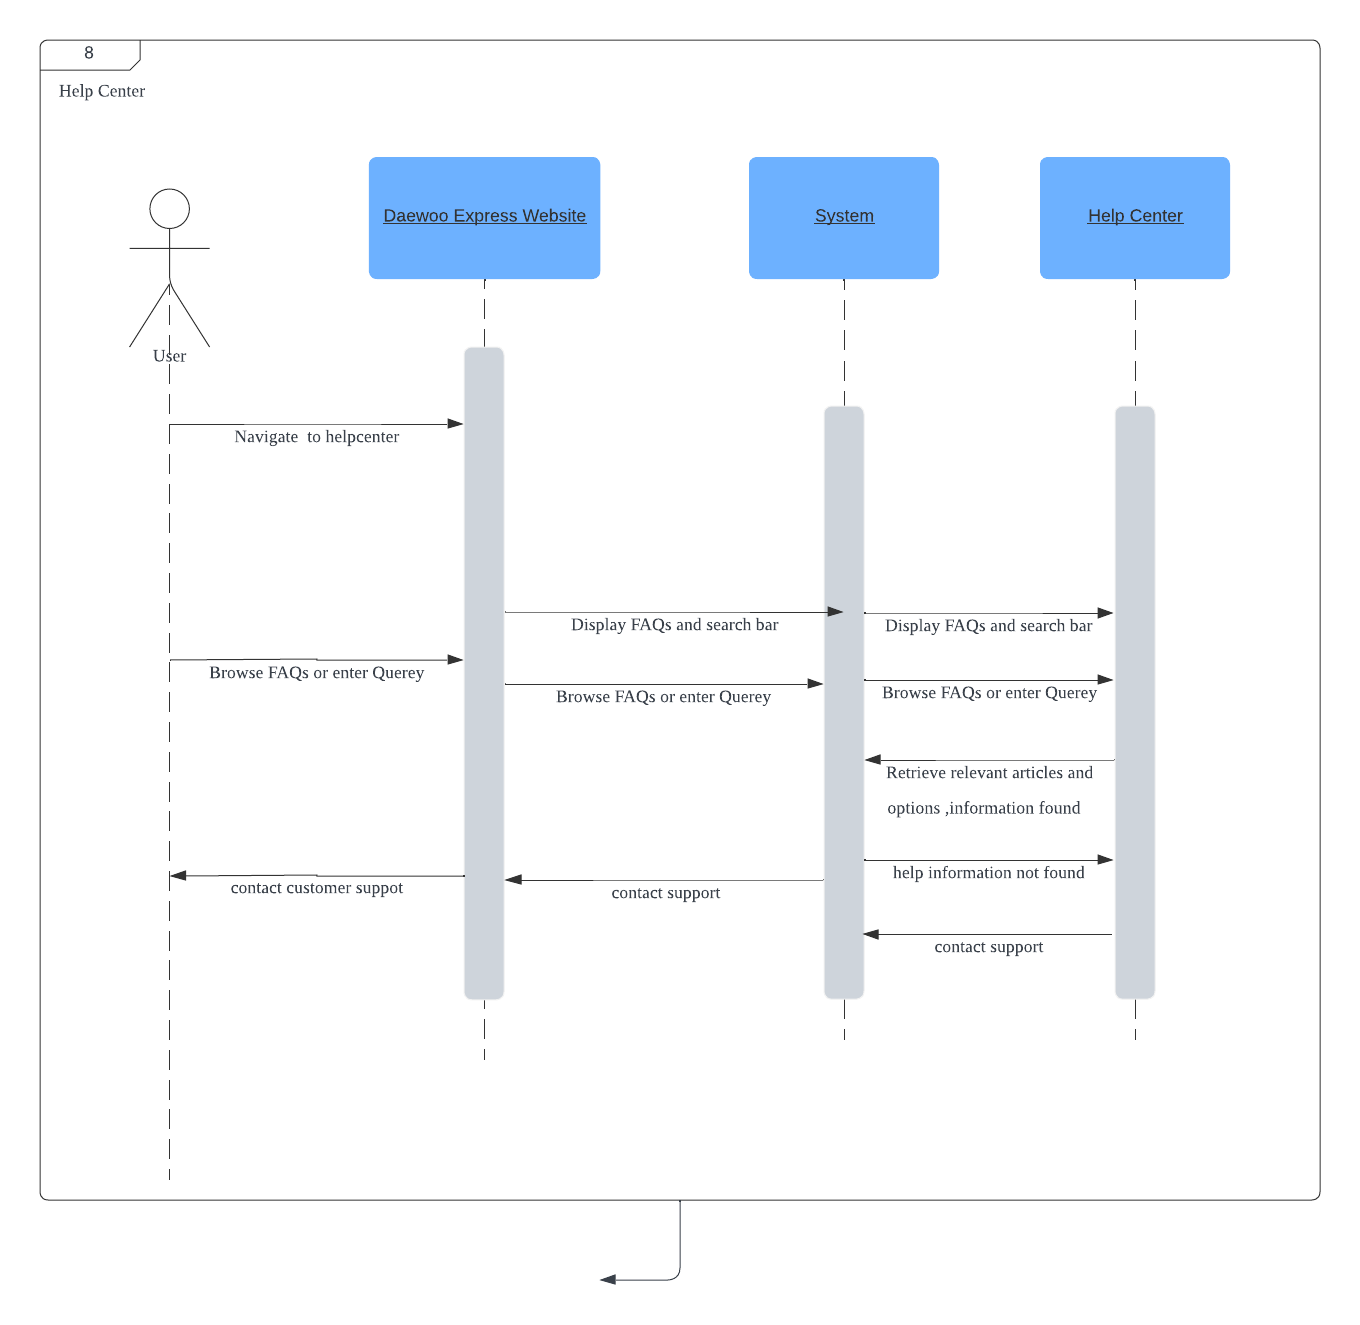 8
Help Center
Daewoo Express Website
System
Help Center
User
Navigate  to helpcenter
Display FAQs and search bar
Display FAQs and search bar
Browse FAQs or enter Querey
Browse FAQs or enter Querey
Browse FAQs or enter Querey
Retrieve relevant articles and
options ,information found
help information not found
contact customer suppot
contact support
contact support